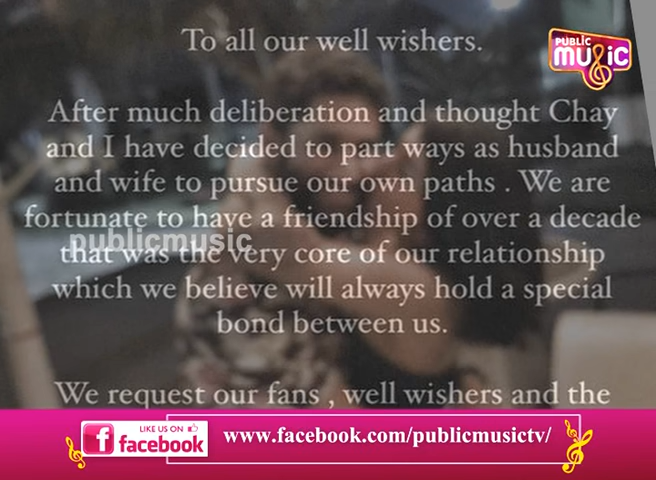 To all our well wishers.
PUBLIC
music
After much deliberation and thought Chay
and I have decided to part ways as husband
and wife to pursue our own paths . We are
fortunate to have a friendship of over a decade
publicmusic
that was the very core of our relationship
which we believe will always hold a special
bond between us.
We request our fans , well wishers and the
LIKE US ON
f facebook
www.facebook.com/publicmusictv/